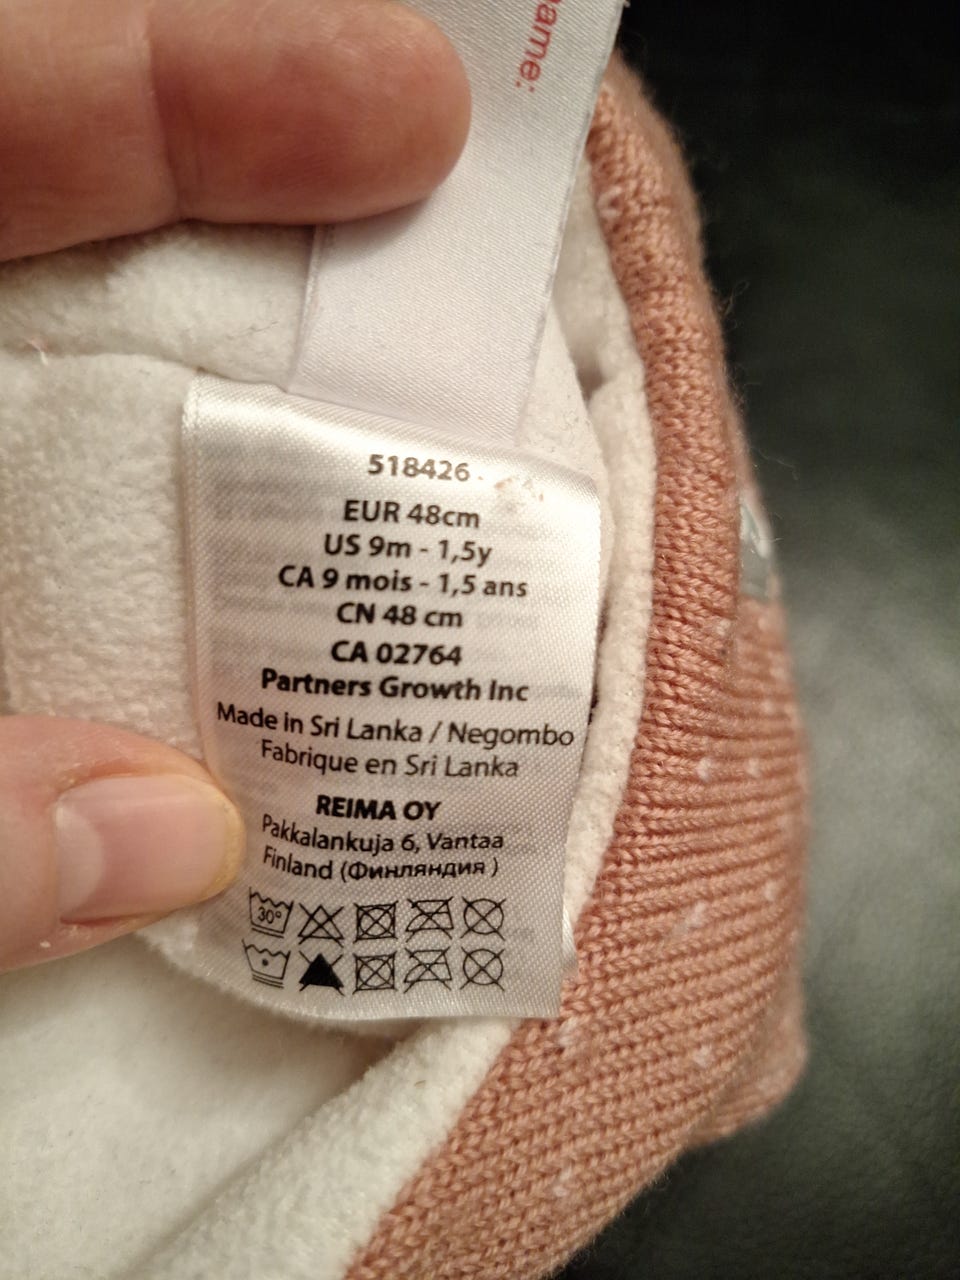 name:
518426 -
EUR 48cm
US 9m - 1,5y
CA 9 mois - 1,5 ans
CN 48 cm
CA 02764
Partners Growth Inc
Made in Sri Lanka / Negombo
Fabrique en Sri Lanka
REIMA OY
Pakkalankuja 6, Vantaa
Finland (Финляндия )
30°